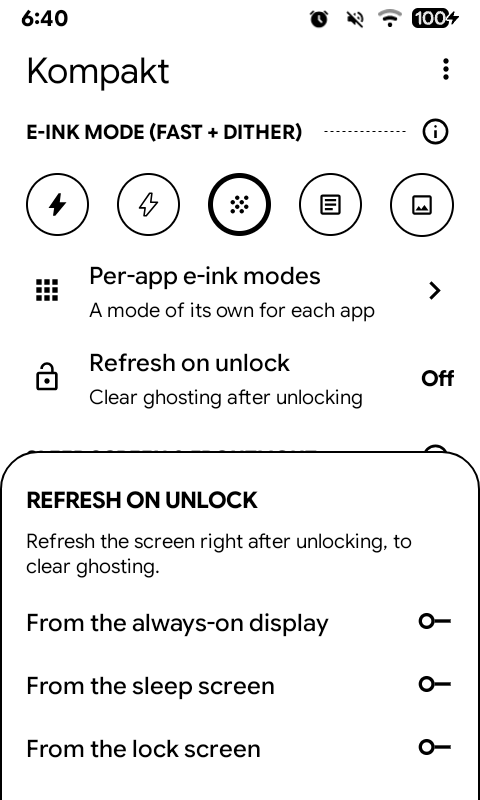 6:40
100
Kompakt
E-INK MODE (FAST + DITHER)
Per-app e-ink modes
A mode of its own for each app
Refresh on unlock
Clear ghosting after unlocking
Off
REFRESH ON UNLOCK
Refresh the screen right after unlocking, to
clear ghosting.
From the always-on display
From the sleep screen
From the lock screen